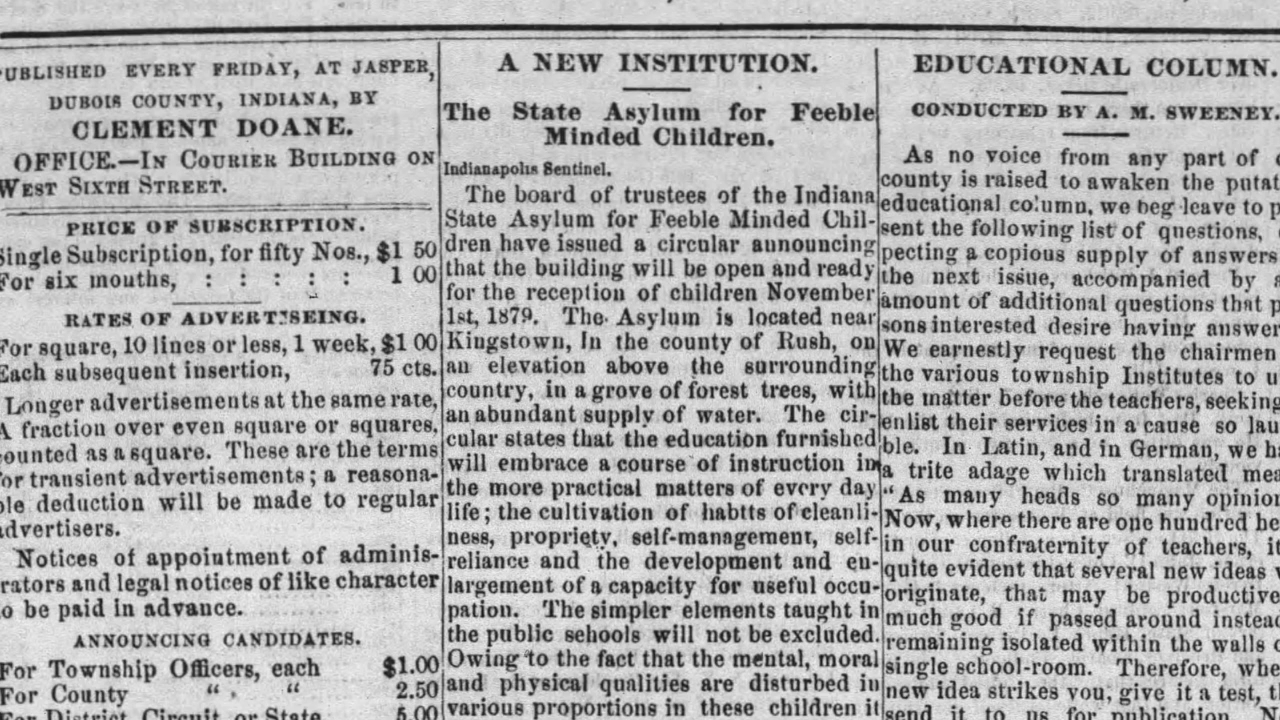 PUBLISHED EVERY FRIDAY, AT JASPER,
DUBOIS COUNTY, INDIANA, BY
CLEMENT DOANE.
OFFICE.—IN COURIER BUILDING ON
WEST SIXTH STREET.
PRICE OF SUBSCRIPTION.
Single Subscription, for fifty Nos., $1 50
For six mouths, : : : : : 1 00
RATES OF ADVERTISEING.
For square, 10 lines or less, 1 week, $1 00
Each subsequent insertion, 75 cts.
Longer advertisements at the same rate.
A fraction over even square or squares,
counted as a square. These are the terms
for transient advertisements; a reasona-
ble deduction will be made to regular
advertisers.
Notices of appointment of adminis-
trators and legal notices of like character
to be paid in advance.
ANNOUNCING CANDIDATES.
For Township Officers, each $1.00
For County “ “ 2.50
For District, Circuit, or State 5.00
A NEW INSTITUTION.
The State Asylum for Feeble
Minded Children.
Indianapolis Sentinel.
The board of trustees of the Indiana
State Asylum for Feeble Minded Chil-
dren have issued a circular announcing
that the building will be open and ready
for the reception of children November
1st, 1879. The Asylum is located near
Kingstown, In the county of Rush, on
an elevation above the surrounding
country, in a grove of forest trees, with
an abundant supply of water. The cir-
cular states that the education furnished
will embrace a course of instruction in
the more practical matters of every day
life; the cultivation of habtts of cleanli-
ness, propriety, self-management, self-
reliance and the development and en-
largement of a capacity for useful occu-
pation. The simpler elements taught in
the public schools will not be excluded.
Owing to the fact that the mental, moral
and physical qualities are disturbed in
various proportions in these children it
EDUCATIONAL COLUMN.
CONDUCTED BY A. M. SWEENEY.
As no voice from any part of
county is raised to awaken the putat
educational column, we beg leave to p
sent the following list of questions,
pecting a copious supply of answers
the next issue, accompanied by
amount of additional questions that p
sons interested desire having answer
We earnestly request the chairmen
the various township Institutes to
the matter before the teachers, seeking
enlist their services in a cause so lau
ble. In Latin, and in German, we ha
a trite adage which translated mea
“As many heads so many opinion
Now, where there are one hundred he
in our confraternity of teachers, it
quite evident that several new ideas
originate, that may be productive
much good if passed around instead
remaining isolated within the walls
single school-room. Therefore, whe
new idea strikes you, give it a test, t
send it to us for publication. N